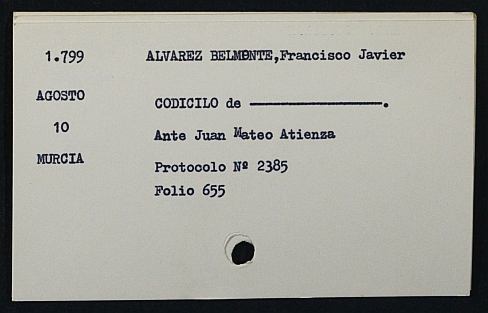 1.799 ALVAREZ BELMONTE,Francisco Javier
AGOSTO CODICILO de ————————.
10 Ante Juan Mateo Atienza
MURCIA Protocolo Nº 2385
Folio 655